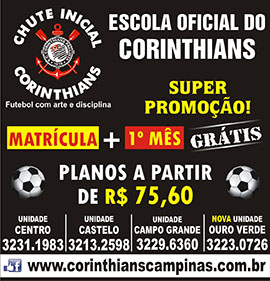 CHUTE INICIAL
CORINTHIANS
Futebol com arte e disciplina
ESCOLA OFICIAL DO
CORINTHIANS
SUPER
PROMOÇÃO!
MATRÍCULA + 1º MÊS GRÁTIS
PLANOS A PARTIR
DE R$ 75,60
UNIDADE
CENTRO
3231.1983
UNIDADE
CASTELO
3213.2598
UNIDADE
CAMPO GRANDE
3229.6360
NOVA UNIDADE
OURO VERDE
3223.0726
www.corinthianscampinas.com.br